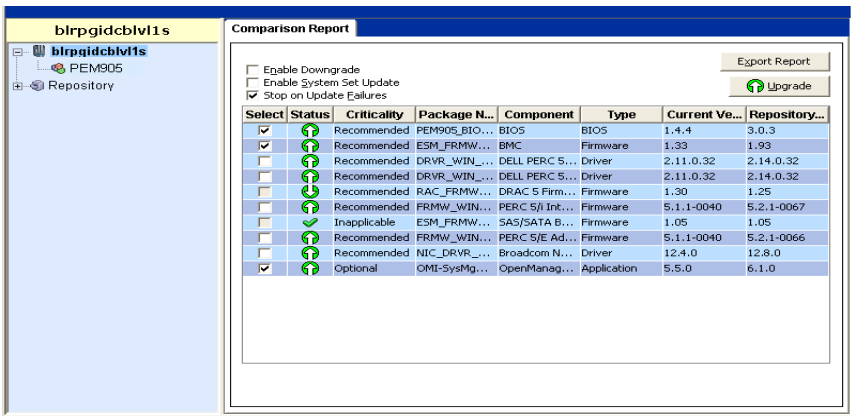 blrpgidcblvl1s
blrpgidcblvl1s
PEM905
Repository
Comparison Report
Export Report
Enable Downgrade
Enable System Set Update
Stop on Update Failures
Upgrade
Select Status Criticality Package N... Component Type Current Ve... Repository...
Recommended PEM905_BIO... BIOS BIOS 1.4.4 3.0.3
Recommended ESM_FRMW... BMC Firmware 1.33 1.93
Recommended DRVR_WIN_... DELL PERC 5... Driver 2.11.0.32 2.14.0.32
Recommended DRVR_WIN_... DELL PERC 5... Driver 2.11.0.32 2.14.0.32
Recommended RAC_FRMW... DRAC 5 Firm... Firmware 1.30 1.25
Recommended FRMW_WIN... PERC 5/i Int... Firmware 5.1.1-0040 5.2.1-0067
Inapplicable ESM_FRMW... SAS/SATA B... Firmware 1.05 1.05
Recommended FRMW_WIN... PERC 5/E Ad... Firmware 5.1.1-0040 5.2.1-0066
Recommended NIC_DRVR_... Broadcom N... Driver 12.4.0 12.8.0
Optional OMI-SysMg... OpenManag... Application 5.5.0 6.1.0